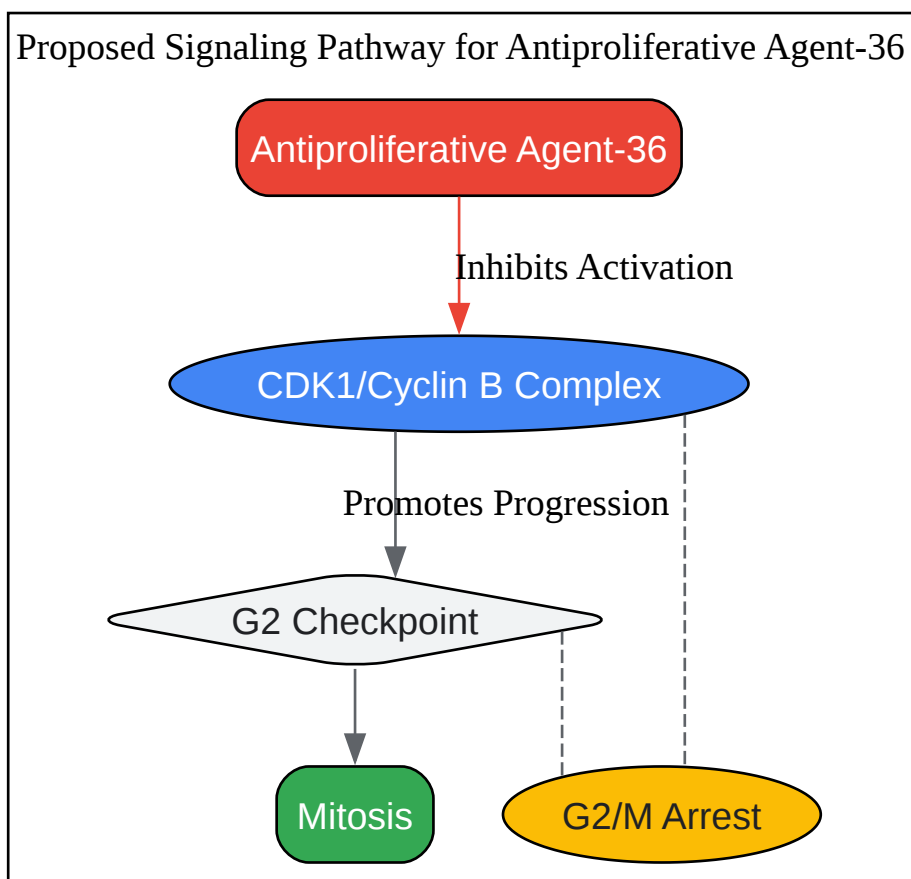 Proposed Signaling Pathway for Antiproliferative Agent-36
Antiproliferative Agent-36
Inhibits Activation
CDK1/Cyclin B Complex
Promotes Progression
G2 Checkpoint
Mitosis
G2/M Arrest